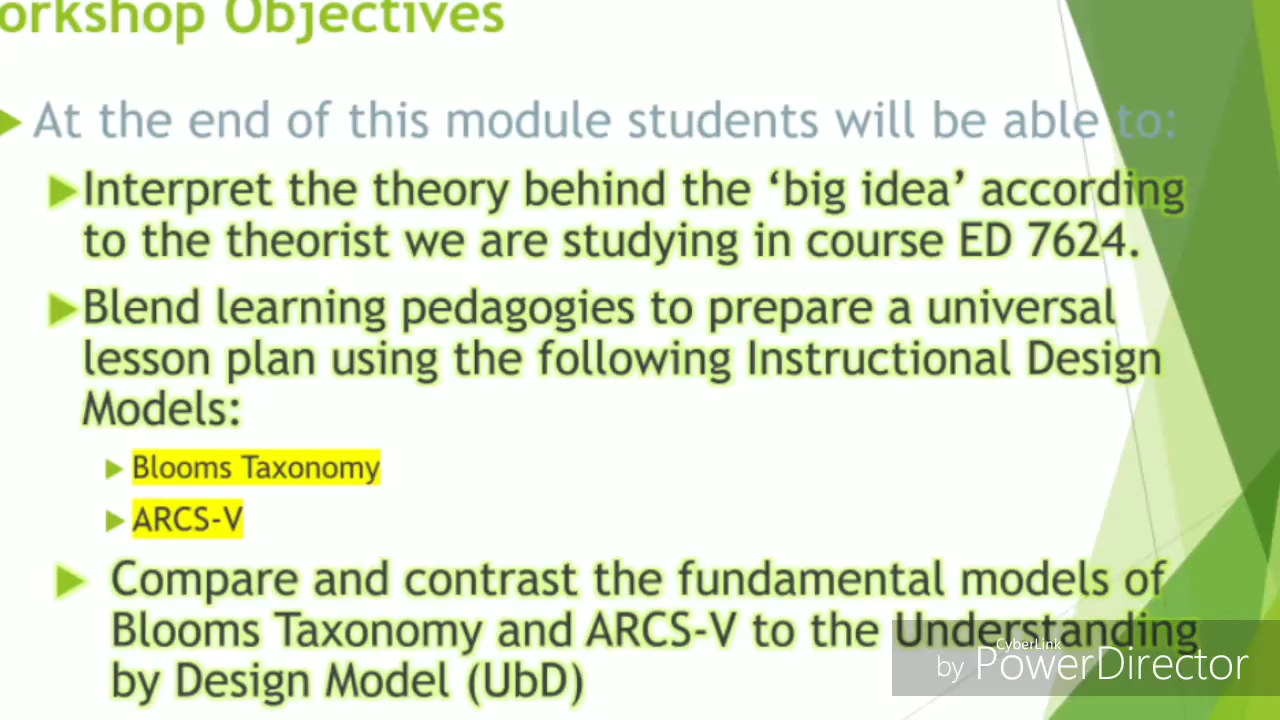 orkshop Objectives
At the end of this module students will be able to:
Interpret the theory behind the ‘big idea’ according
to the theorist we are studying in course ED 7624.
Blend learning pedagogies to prepare a universal
lesson plan using the following Instructional Design
Models:
Blooms Taxonomy
ARCS-V
Compare and contrast the fundamental models of
Blooms Taxonomy and ARCS-V to the Understanding
by Design Model (UbD)
CyberLink
by PowerDirector